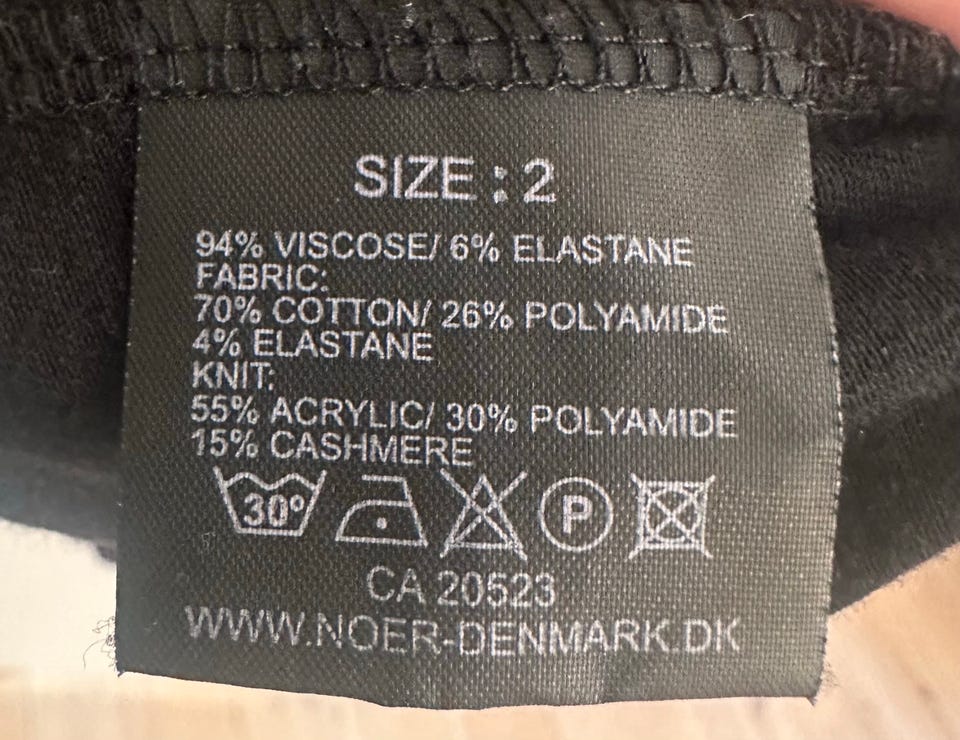 SIZE : 2
94% VISCOSE/ 6% ELASTANE
FABRIC:
70% COTTON/ 26% POLYAMIDE
4% ELASTANE
KNIT:
55% ACRYLIC/ 30% POLYAMIDE
15% CASHMERE
30° P
CA 20523
WWW.NOER-DENMARK.DK